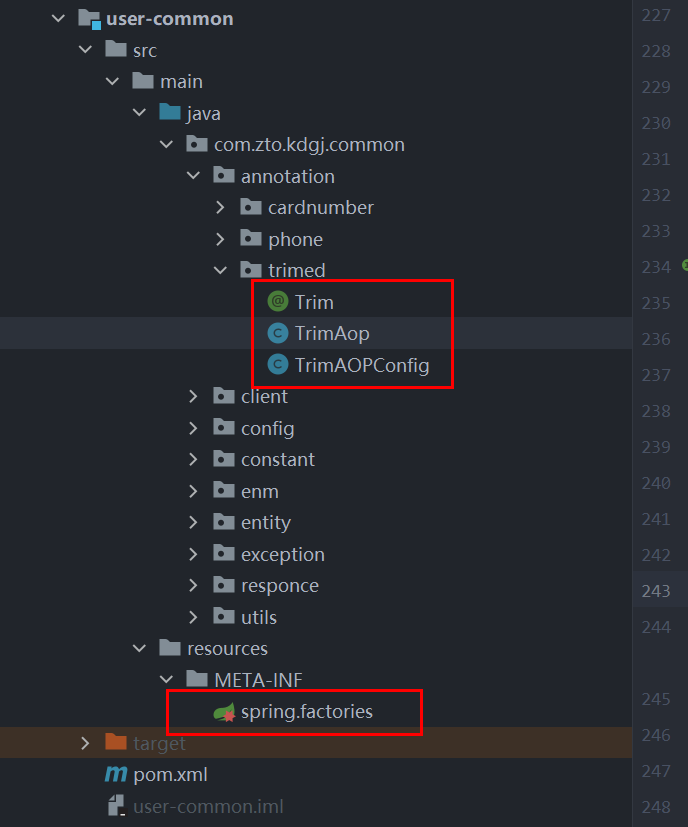 user-common
227
src
228
main
229
java
230
com.zto.kdgj.common
231
annotation
232
cardnumber
233
phone
234
trimed
235
Trim
236
TrimAop
237
TrimAOPConfig
238
client
239
config
240
constant
241
enm
242
entity
243
exception
244
responce
utils
245
resources
246
META-INF
247
spring.factories
248
target
pom.xml
user-common.iml